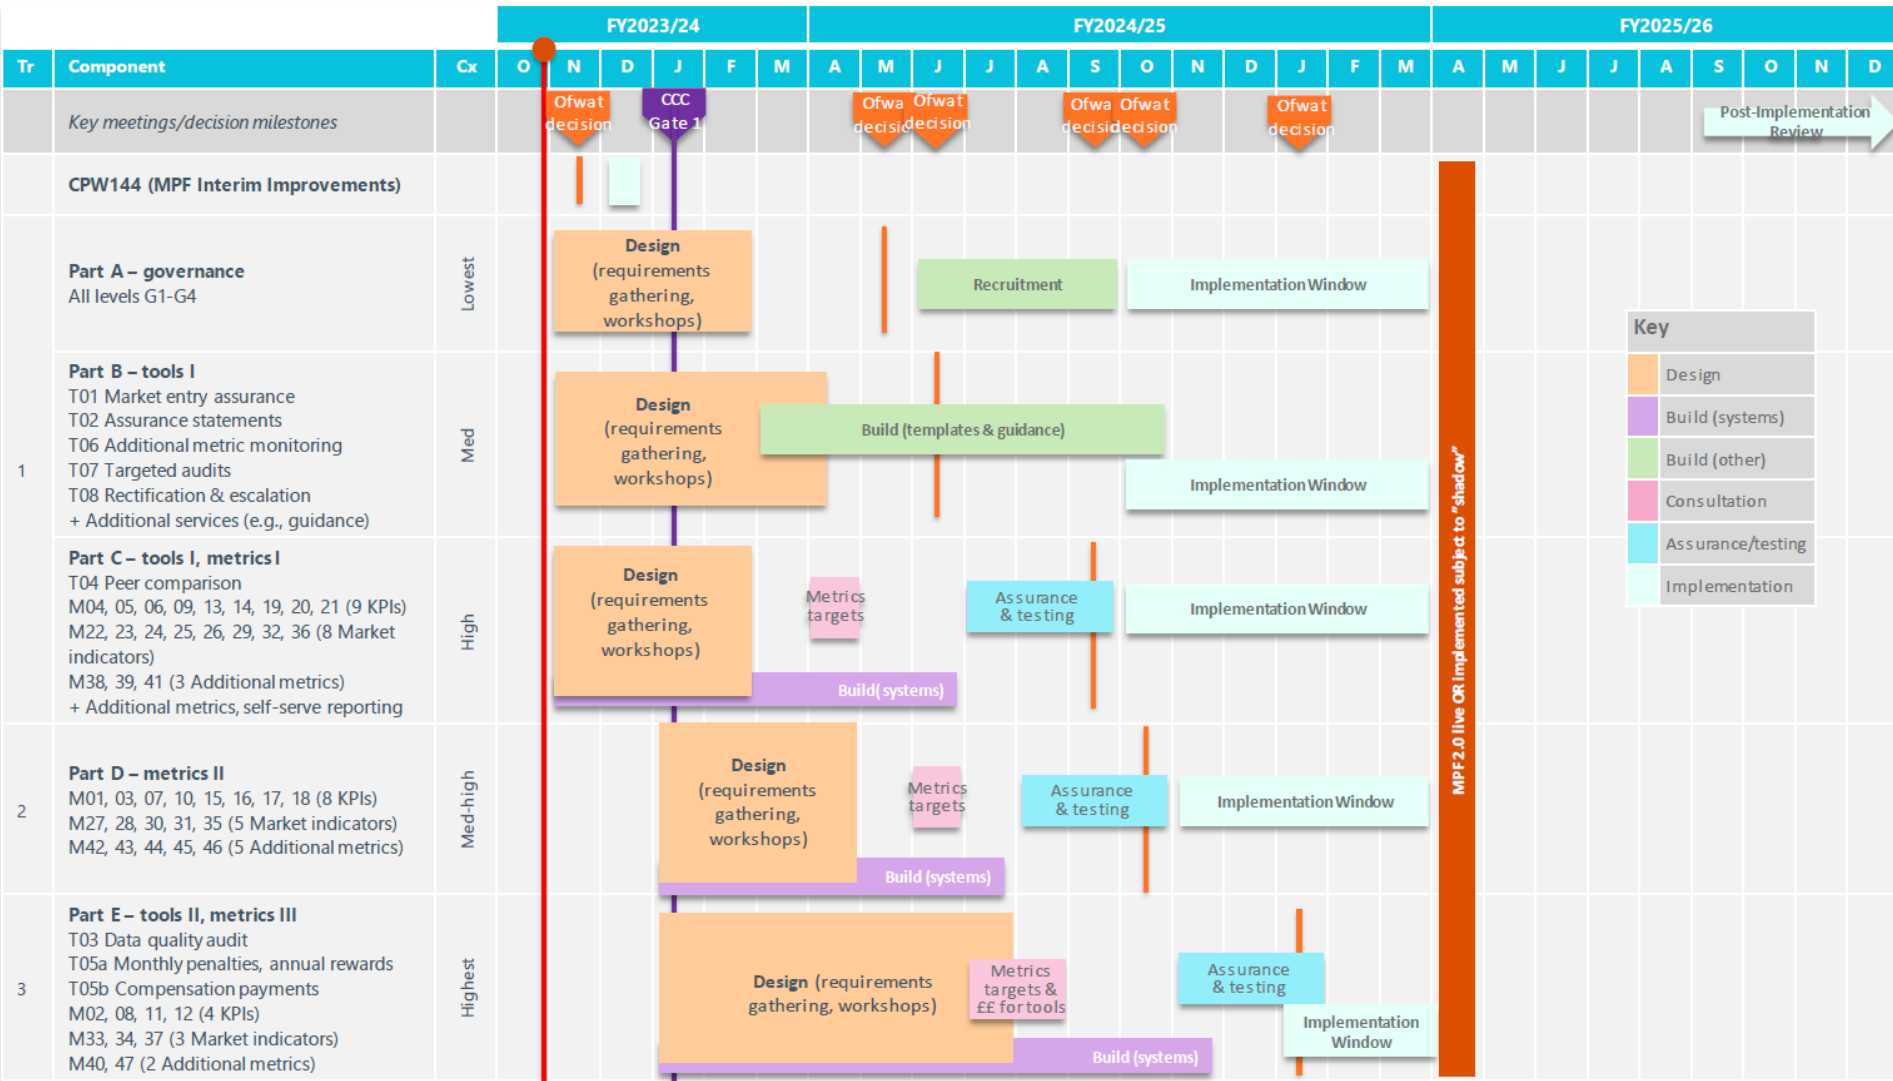 FY2023/24 FY2024/25 FY2025/26
Tr Component Cx O N D J F M A M J J A S O N D J F M A M J J A S O N D
Key meetings/decision milestones
Ofwat
decision
CCC
Gate 1
Ofwa
decisic
Ofwat
decision
Ofwa
decisic
Ofwat
decision
Ofwat
decision
Post-Implementation
Review
CPW144 (MPF Interim Improvements)
1
Part A – governance
All levels G1-G4
Lowest
Design
(requirements
gathering,
workshops)
Recruitment
Implementation Window
Part B – tools I
T01 Market entry assurance
T02 Assurance statements
T06 Additional metric monitoring
T07 Targeted audits
T08 Rectification & escalation
+ Additional services (e.g., guidance)
Med
Design
(requirements
gathering,
workshops)
Build (templates & guidance)
Implementation Window
Part C – tools I, metrics I
T04 Peer comparison
M04, 05, 06, 09, 13, 14, 19, 20, 21 (9 KPIs)
M22, 23, 24, 25, 26, 29, 32, 36 (8 Market
indicators)
M38, 39, 41 (3 Additional metrics)
+ Additional metrics, self-serve reporting
High
Design
(requirements
gathering,
workshops)
Build( systems)
Metrics
targets
Assurance
& testing
Implementation Window
2
Part D – metrics II
M01, 03, 07, 10, 15, 16, 17, 18 (8 KPIs)
M27, 28, 30, 31, 35 (5 Market indicators)
M42, 43, 44, 45, 46 (5 Additional metrics)
Med-high
Design
(requirements
gathering,
workshops)
Build (systems)
Metrics
targets
Assurance
& testing
Implementation Window
3
Part E – tools II, metrics III
T03 Data quality audit
T05a Monthly penalties, annual rewards
T05b Compensation payments
M02, 08, 11, 12 (4 KPIs)
M33, 34, 37 (3 Market indicators)
M40, 47 (2 Additional metrics)
Highest
Design (requirements
gathering, workshops)
Build (systems)
Metrics
targets &
££ for tools
Assurance
& testing
Implementation
Window
MPF2.0 live OR implemented subject to "shadow"
Key
Design
Build (systems)
Build (other)
Consultation
Assurance/testing
Implementation